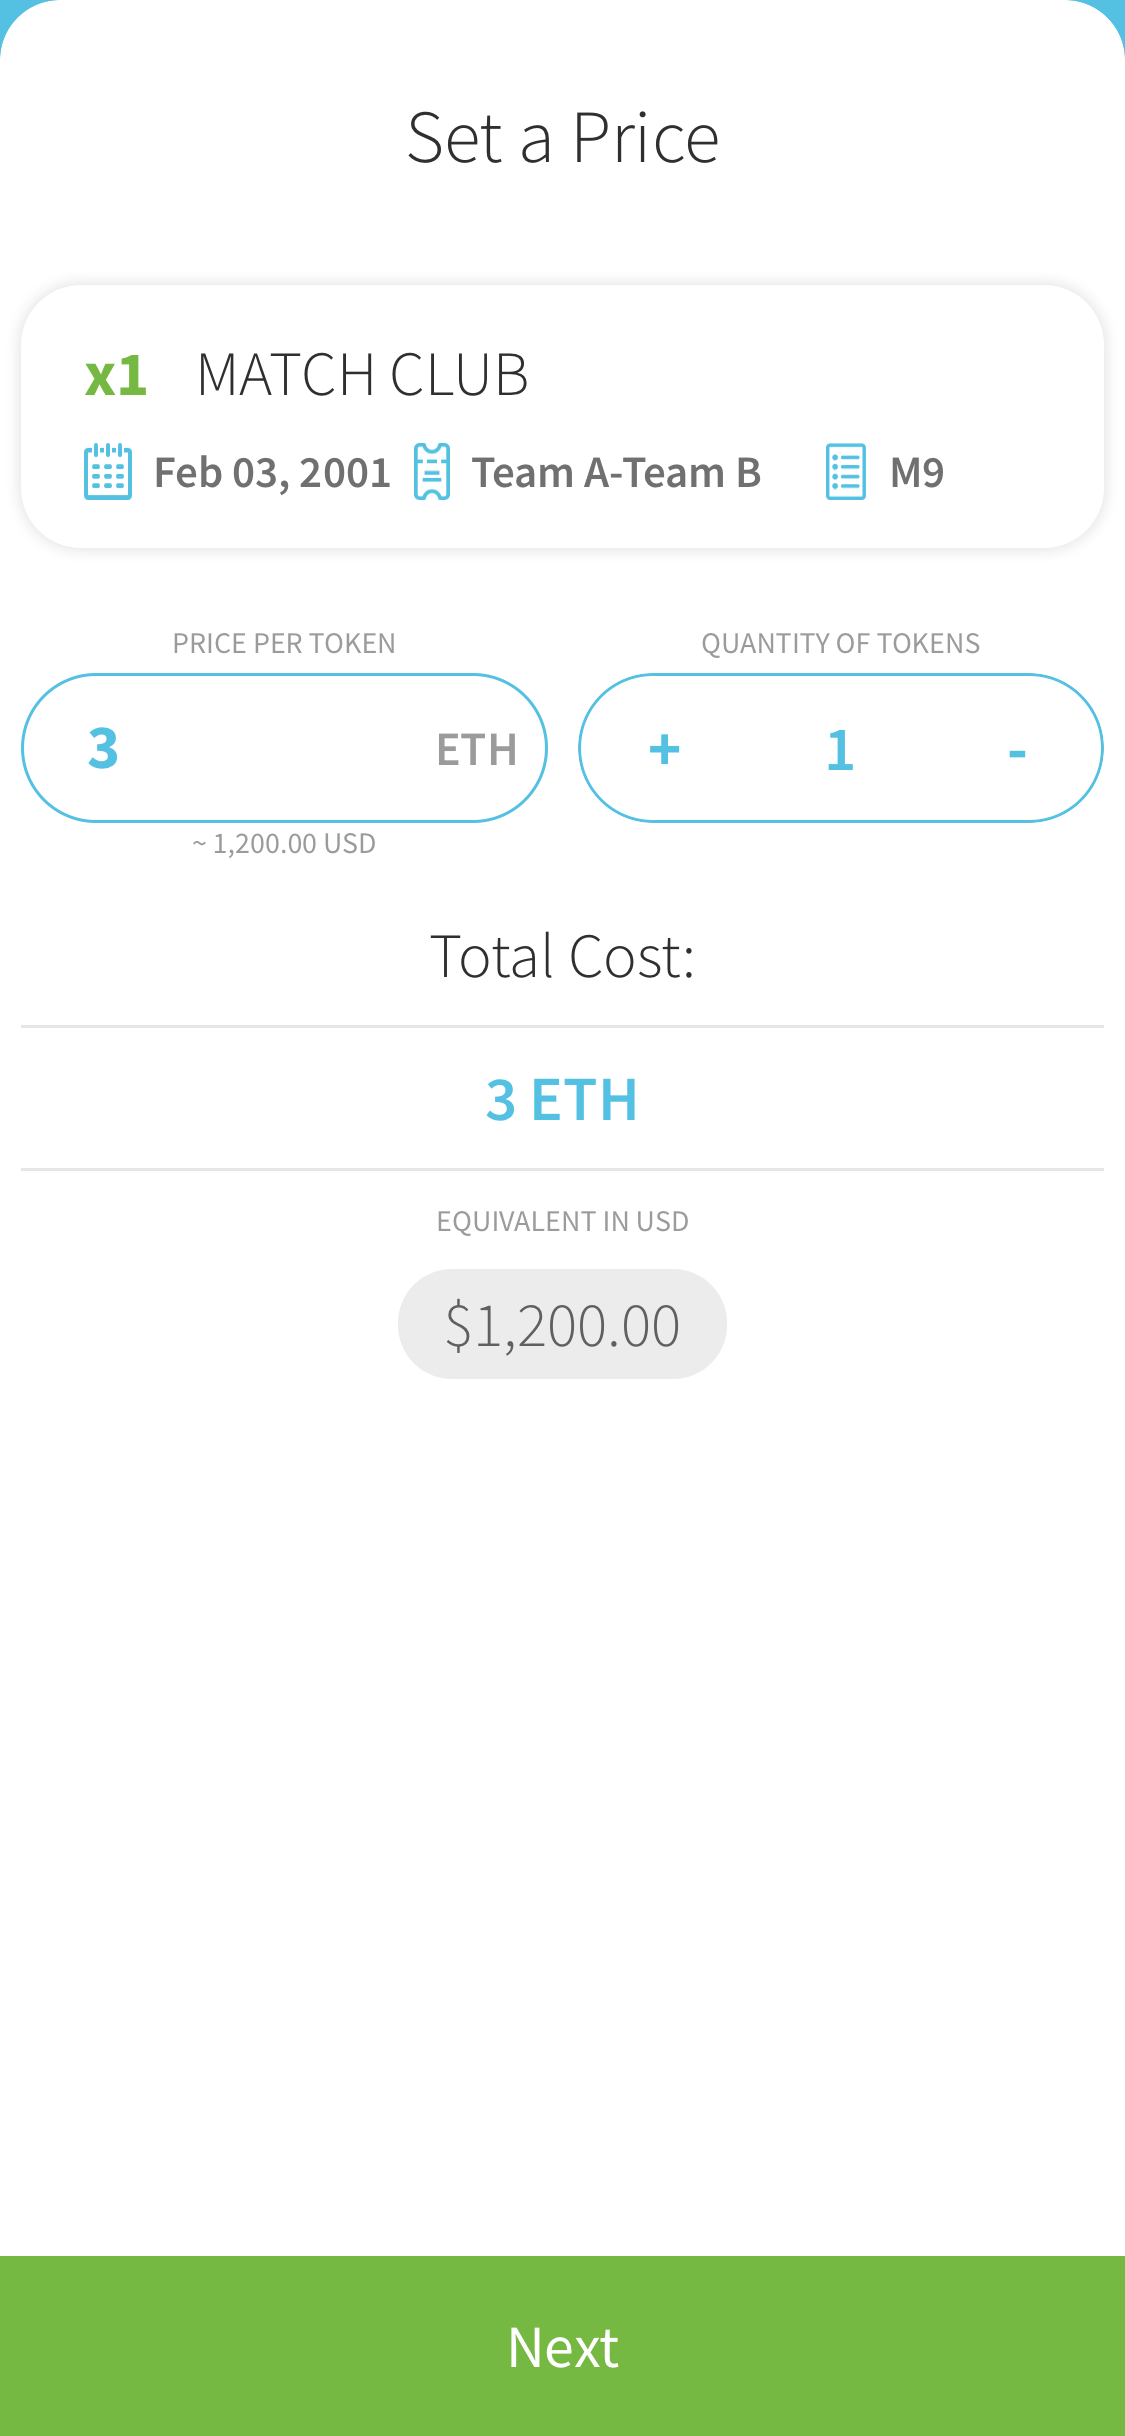 Set a Price
x1 MATCH CLUB
Feb 03, 2001 Team A-Team B M9
PRICE PER TOKEN QUANTITY OF TOKENS
3 ETH + 1 -
~ 1,200.00 USD
Total Cost:
3 ETH
EQUIVALENT IN USD
$1,200.00
Next